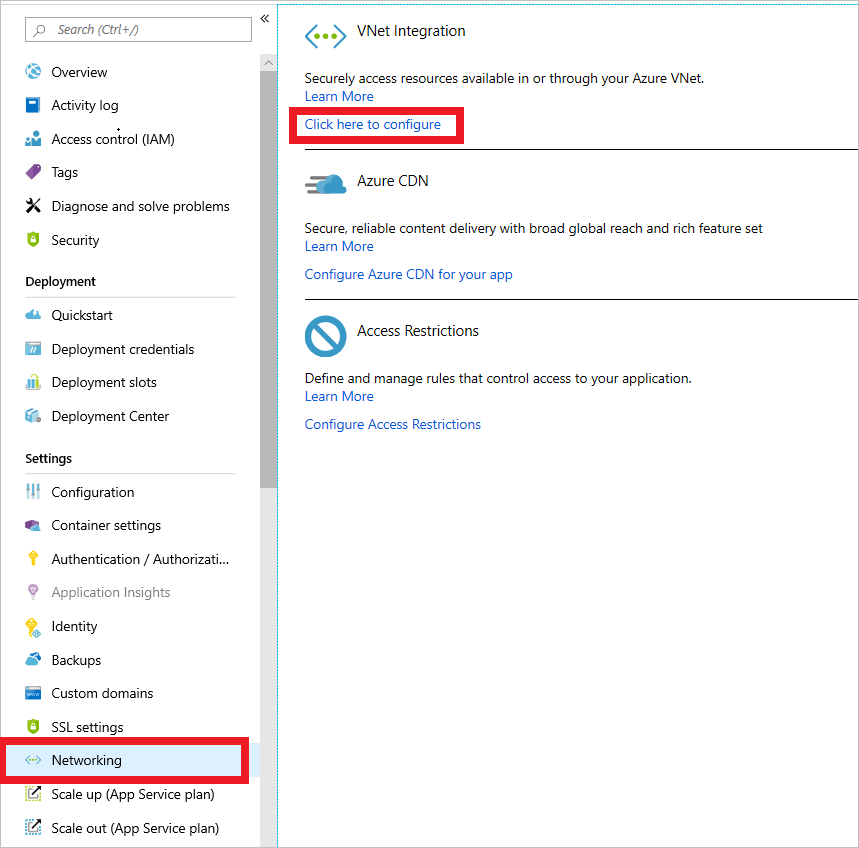 Search (Ctrl+/)
«
Overview
Activity log
Access control (IAM)
Tags
Diagnose and solve problems
Security
Deployment
Quickstart
Deployment credentials
Deployment slots
Deployment Center
Settings
Configuration
Container settings
Authentication / Authorizati...
Application Insights
Identity
Backups
Custom domains
SSL settings
Networking
Scale up (App Service plan)
Scale out (App Service plan)
VNet Integration
Securely access resources available in or through your Azure VNet.
Learn More
Click here to configure
Azure CDN
Secure, reliable content delivery with broad global reach and rich feature set
Learn More
Configure Azure CDN for your app
Access Restrictions
Define and manage rules that control access to your application.
Learn More
Configure Access Restrictions